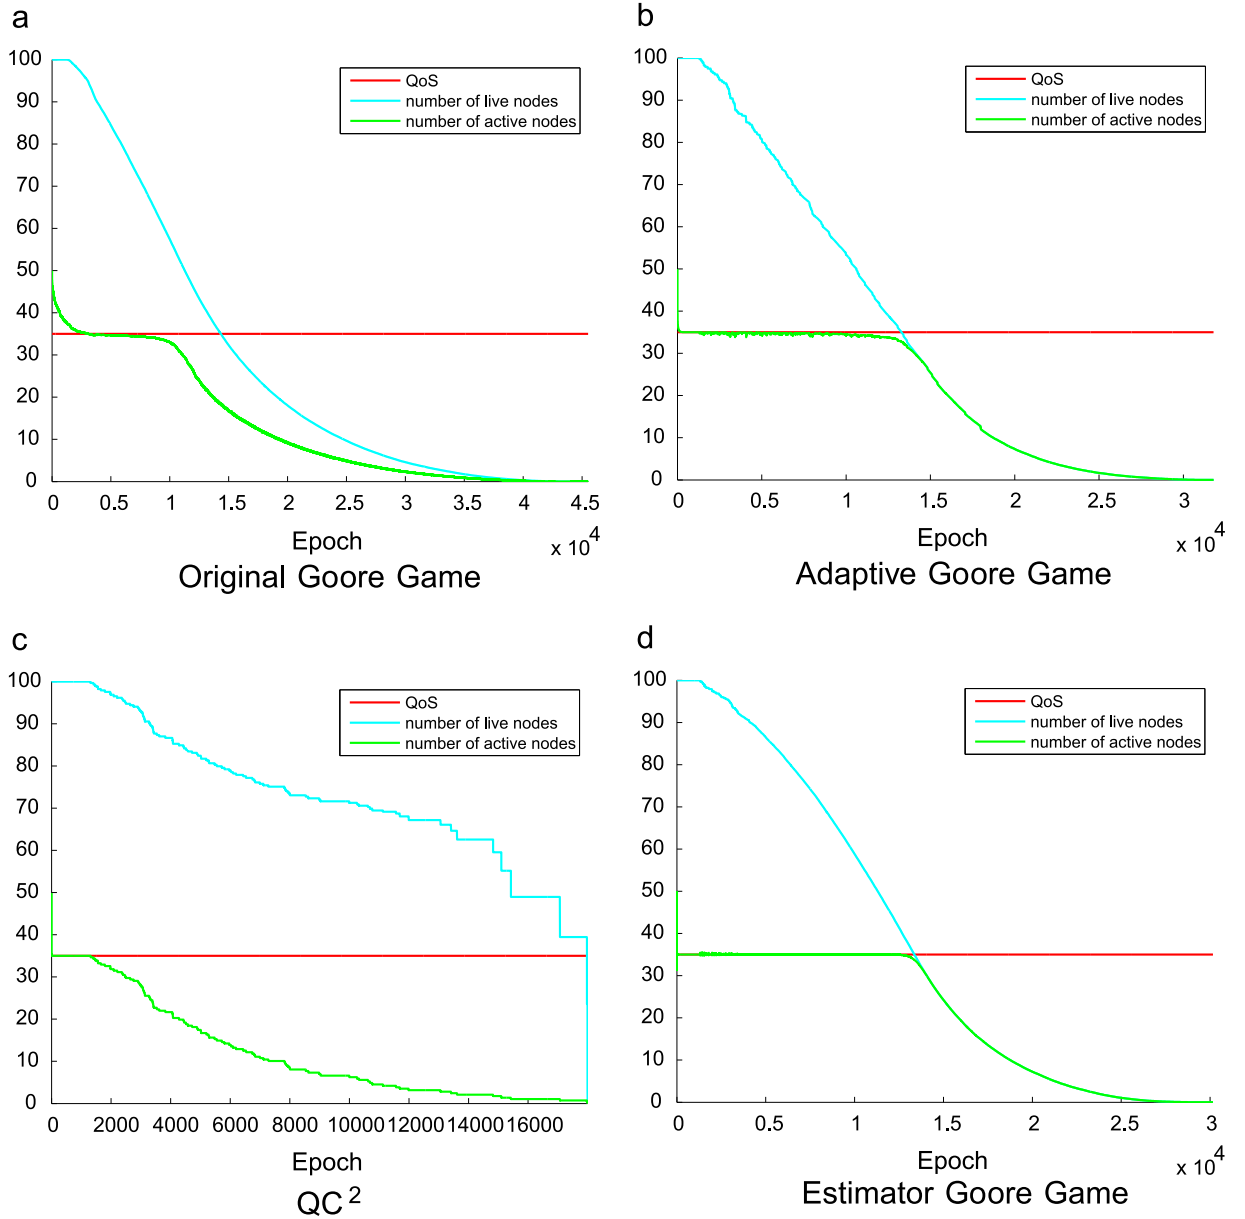 a
100
90
80
70
60
50
40
30
20
10
0
QoS
number of live nodes
number of active nodes
0 0.5 1 1.5 2 2.5 3 3.5 4 4.5
Epoch
x 10^4
Original Goore Game
b
100
90
80
70
60
50
40
30
20
10
0
QoS
number of live nodes
number of active nodes
0 0.5 1 1.5 2 2.5 3
Epoch
x 10^4
Adaptive Goore Game
c
100
90
80
70
60
50
40
30
20
10
0
QoS
number of live nodes
number of active nodes
0 2000 4000 6000 8000 10000 12000 14000 16000
Epoch
QC^2
d
100
90
80
70
60
50
40
30
20
10
0
QoS
number of live nodes
number of active nodes
0 0.5 1 1.5 2 2.5 3
Epoch
x 10^4
Estimator Goore Game